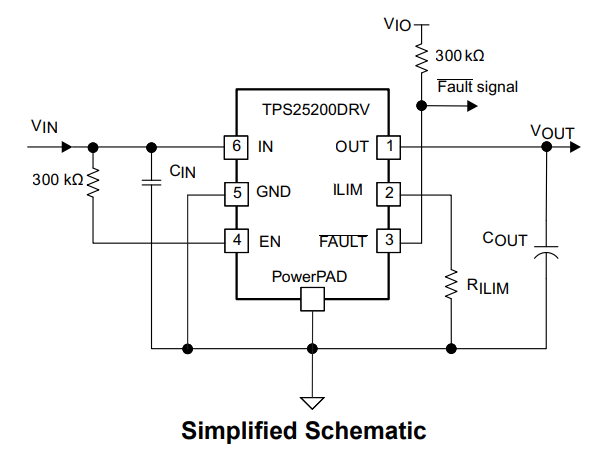 VIO
300 kΩ
Fault signal
TPS25200DRV
VIN
VOUT
6 IN
OUT 1
CIN
300 kΩ
5 GND
ILIM 2
4 EN
FAULT 3
COUT
PowerPAD
RILIM
Simplified Schematic